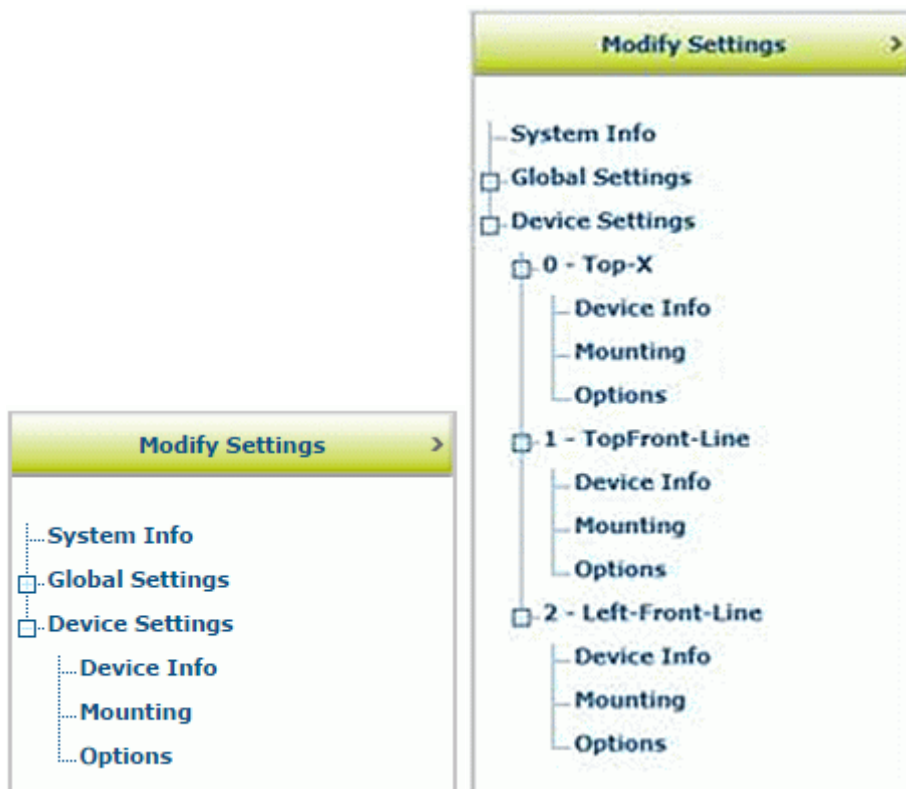 Modify Settings >
System Info
Global Settings
Device Settings
Device Info
Mounting
Options
Modify Settings >
System Info
Global Settings
Device Settings
0 - Top-X
Device Info
Mounting
Options
1 - TopFront-Line
Device Info
Mounting
Options
2 - Left-Front-Line
Device Info
Mounting
Options